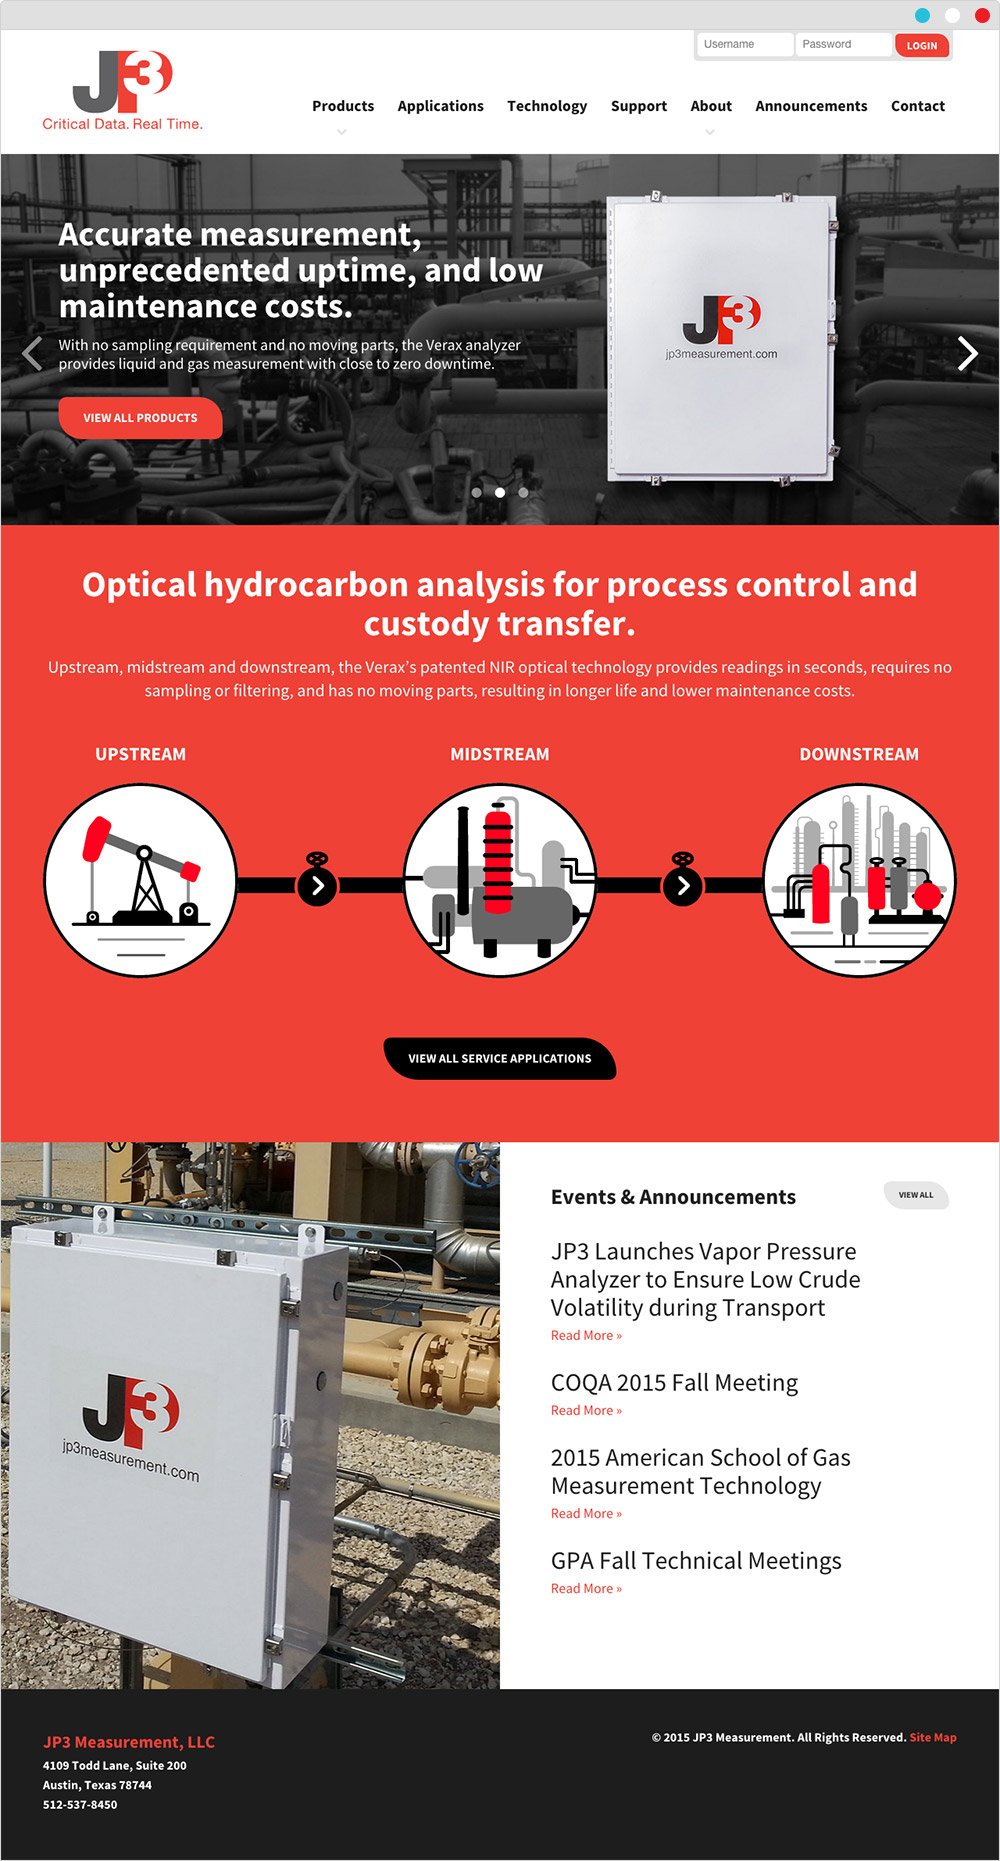 Username
Password
LOGIN
JP3
Critical Data. Real Time.
Products
Applications
Technology
Support
About
Announcements
Contact
Accurate measurement,
unprecedented uptime, and low
maintenance costs.
With no sampling requirement and no moving parts, the Verax analyzer
provides liquid and gas measurement with close to zero downtime.
VIEW ALL PRODUCTS
JP3
jp3measurement.com
Optical hydrocarbon analysis for process control and
custody transfer.
Upstream, midstream and downstream, the Verax’s patented NIR optical technology provides readings in seconds, requires no
sampling or filtering, and has no moving parts, resulting in longer life and lower maintenance costs.
UPSTREAM
MIDSTREAM
DOWNSTREAM
VIEW ALL SERVICE APPLICATIONS
JP3
jp3measurement.com
Events & Announcements
VIEW ALL
JP3 Launches Vapor Pressure
Analyzer to Ensure Low Crude
Volatility during Transport
Read More »
COQA 2015 Fall Meeting
Read More »
2015 American School of Gas
Measurement Technology
Read More »
GPA Fall Technical Meetings
Read More »
JP3 Measurement, LLC
4109 Todd Lane, Suite 200
Austin, Texas 78744
512-537-8450
© 2015 JP3 Measurement. All Rights Reserved. Site Map